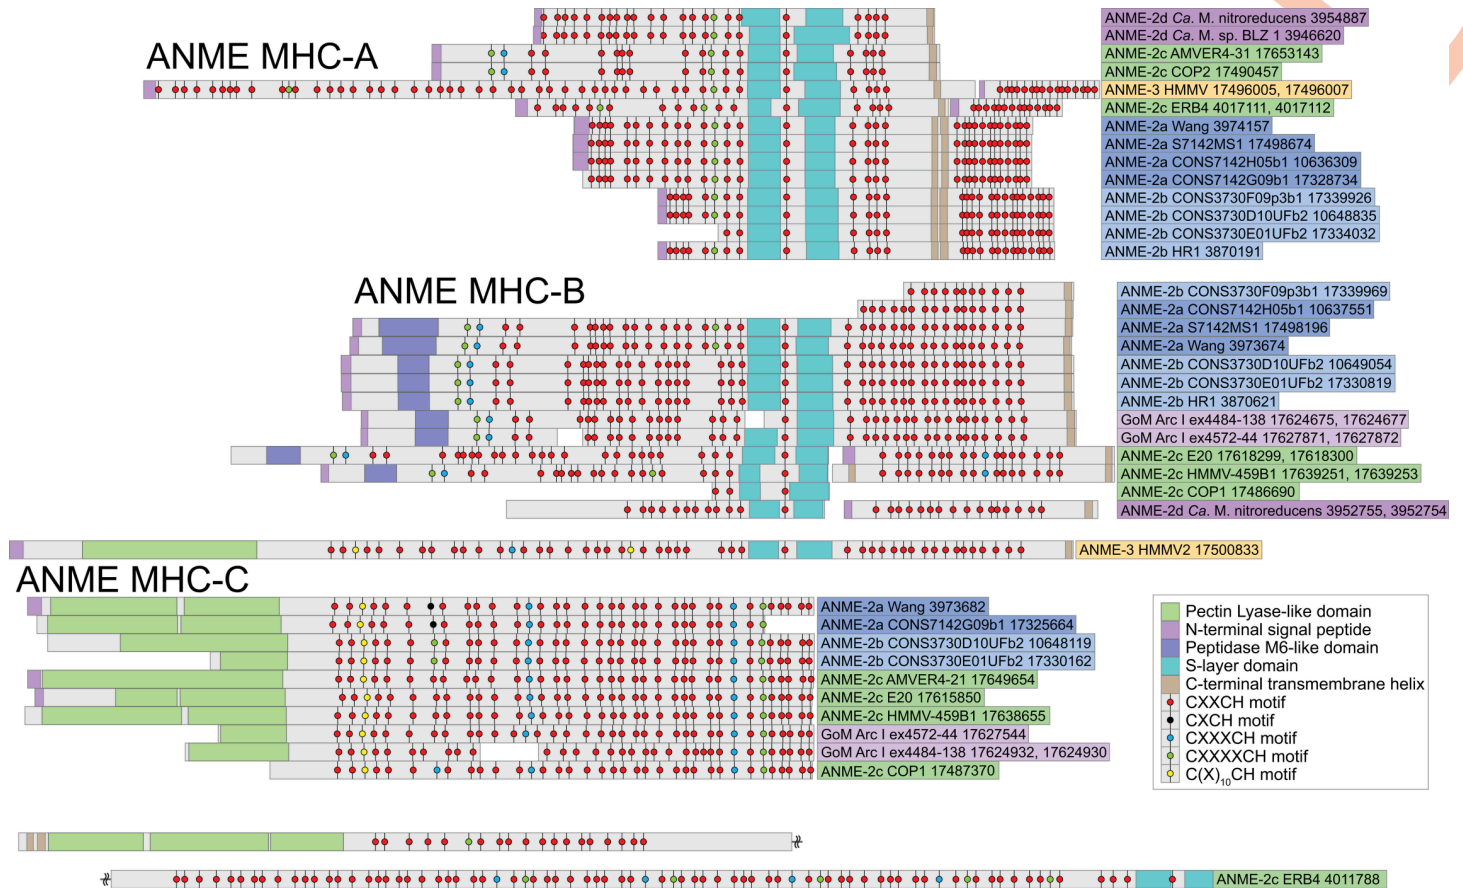 ANME MHC-A
ANME-2d Ca. M. nitroreducens 3954887
ANME-2d Ca. M. sp. BLZ 1 3946620
ANME-2c AMVER4-31 17653143
ANME-2c COP2 17490457
ANME-3 HMMV 17496005, 17496007
ANME-2c ERB4 4017111, 4017112
ANME-2a Wang 3974157
ANME-2a S7142MS1 17498674
ANME-2a CONS7142H05b1 10636309
ANME-2a CONS7142G09b1 17328734
ANME-2b CONS3730F09p3b1 17339926
ANME-2b CONS3730D10UFb2 10648835
ANME-2b CONS3730E01UFb2 17334032
ANME-2b HR1 3870191
ANME MHC-B
ANME-2b CONS3730F09p3b1 17339969
ANME-2a CONS7142H05b1 10637551
ANME-2a S7142MS1 17498196
ANME-2a Wang 3973674
ANME-2b CONS3730D10UFb2 10649054
ANME-2b CONS3730E01UFb2 17330819
ANME-2b HR1 3870621
GoM Arc I ex4484-138 17624675, 17624677
GoM Arc I ex4572-44 17627871, 17627872
ANME-2c E20 17618299, 17618300
ANME-2c HMMV-459B1 17639251, 17639253
ANME-2c COP1 17486690
ANME-2d Ca. M. nitroreducens 3952755, 3952754
ANME-3 HMMV2 17500833
ANME MHC-C
ANME-2a Wang 3973682
ANME-2a CONS7142G09b1 17325664
ANME-2b CONS3730D10UFb2 10648119
ANME-2b CONS3730E01UFb2 17330162
ANME-2c AMVER4-21 17649654
ANME-2c E20 17615850
ANME-2c HMMV-459B1 17638655
GoM Arc I ex4572-44 17627544
GoM Arc I ex4484-138 17624932, 17624930
ANME-2c COP1 17487370
Pectin Lyase-like domain
N-terminal signal peptide
Peptidase M6-like domain
S-layer domain
C-terminal transmembrane helix
CXXCH motif
CXCH motif
CXXXCH motif
CXXXXCH motif
C(X)₁₀CH motif
ANME-2c ERB4 4011788